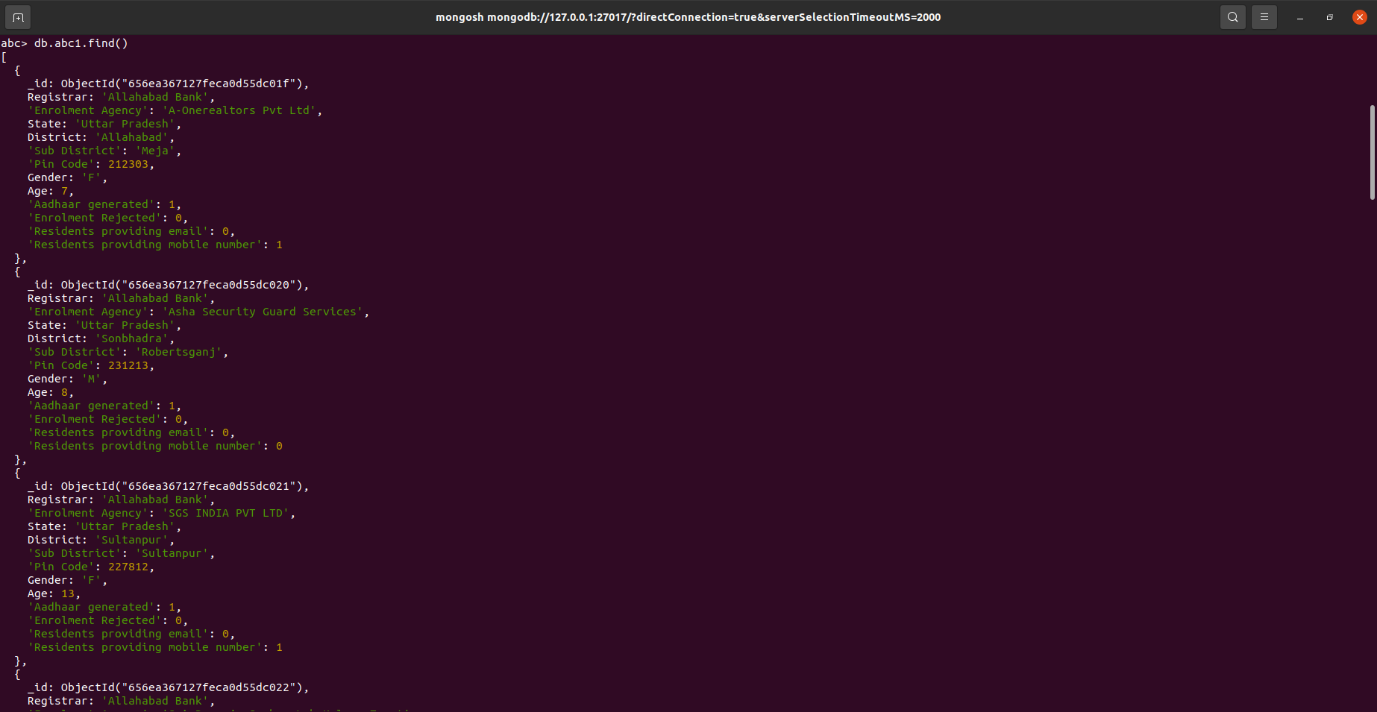 mongosh mongodb://127.0.0.1:27017/?directConnection=true&serverSelectionTimeoutMS=2000
abc> db.abc1.find()
[
  {
    _id: ObjectId("656ea367127feca0d55dc01f"),
    Registrar: 'Allahabad Bank',
    'Enrolment Agency': 'A-Onerealtors Pvt Ltd',
    State: 'Uttar Pradesh',
    District: 'Allahabad',
    'Sub District': 'Meja',
    'Pin Code': 212303,
    Gender: 'F',
    Age: 7,
    'Aadhaar generated': 1,
    'Enrolment Rejected': 0,
    'Residents providing email': 0,
    'Residents providing mobile number': 1
  },
  {
    _id: ObjectId("656ea367127feca0d55dc020"),
    Registrar: 'Allahabad Bank',
    'Enrolment Agency': 'Asha Security Guard Services',
    State: 'Uttar Pradesh',
    District: 'Sonbhadra',
    'Sub District': 'Robertsganj',
    'Pin Code': 231213,
    Gender: 'M',
    Age: 8,
    'Aadhaar generated': 1,
    'Enrolment Rejected': 0,
    'Residents providing email': 0,
    'Residents providing mobile number': 0
  },
  {
    _id: ObjectId("656ea367127feca0d55dc021"),
    Registrar: 'Allahabad Bank',
    'Enrolment Agency': 'SGS INDIA PVT LTD',
    State: 'Uttar Pradesh',
    District: 'Sultanpur',
    'Sub District': 'Sultanpur',
    'Pin Code': 227812,
    Gender: 'F',
    Age: 13,
    'Aadhaar generated': 1,
    'Enrolment Rejected': 0,
    'Residents providing email': 0,
    'Residents providing mobile number': 1
  },
  {
    _id: ObjectId("656ea367127feca0d55dc022"),
    Registrar: 'Allahabad Bank',